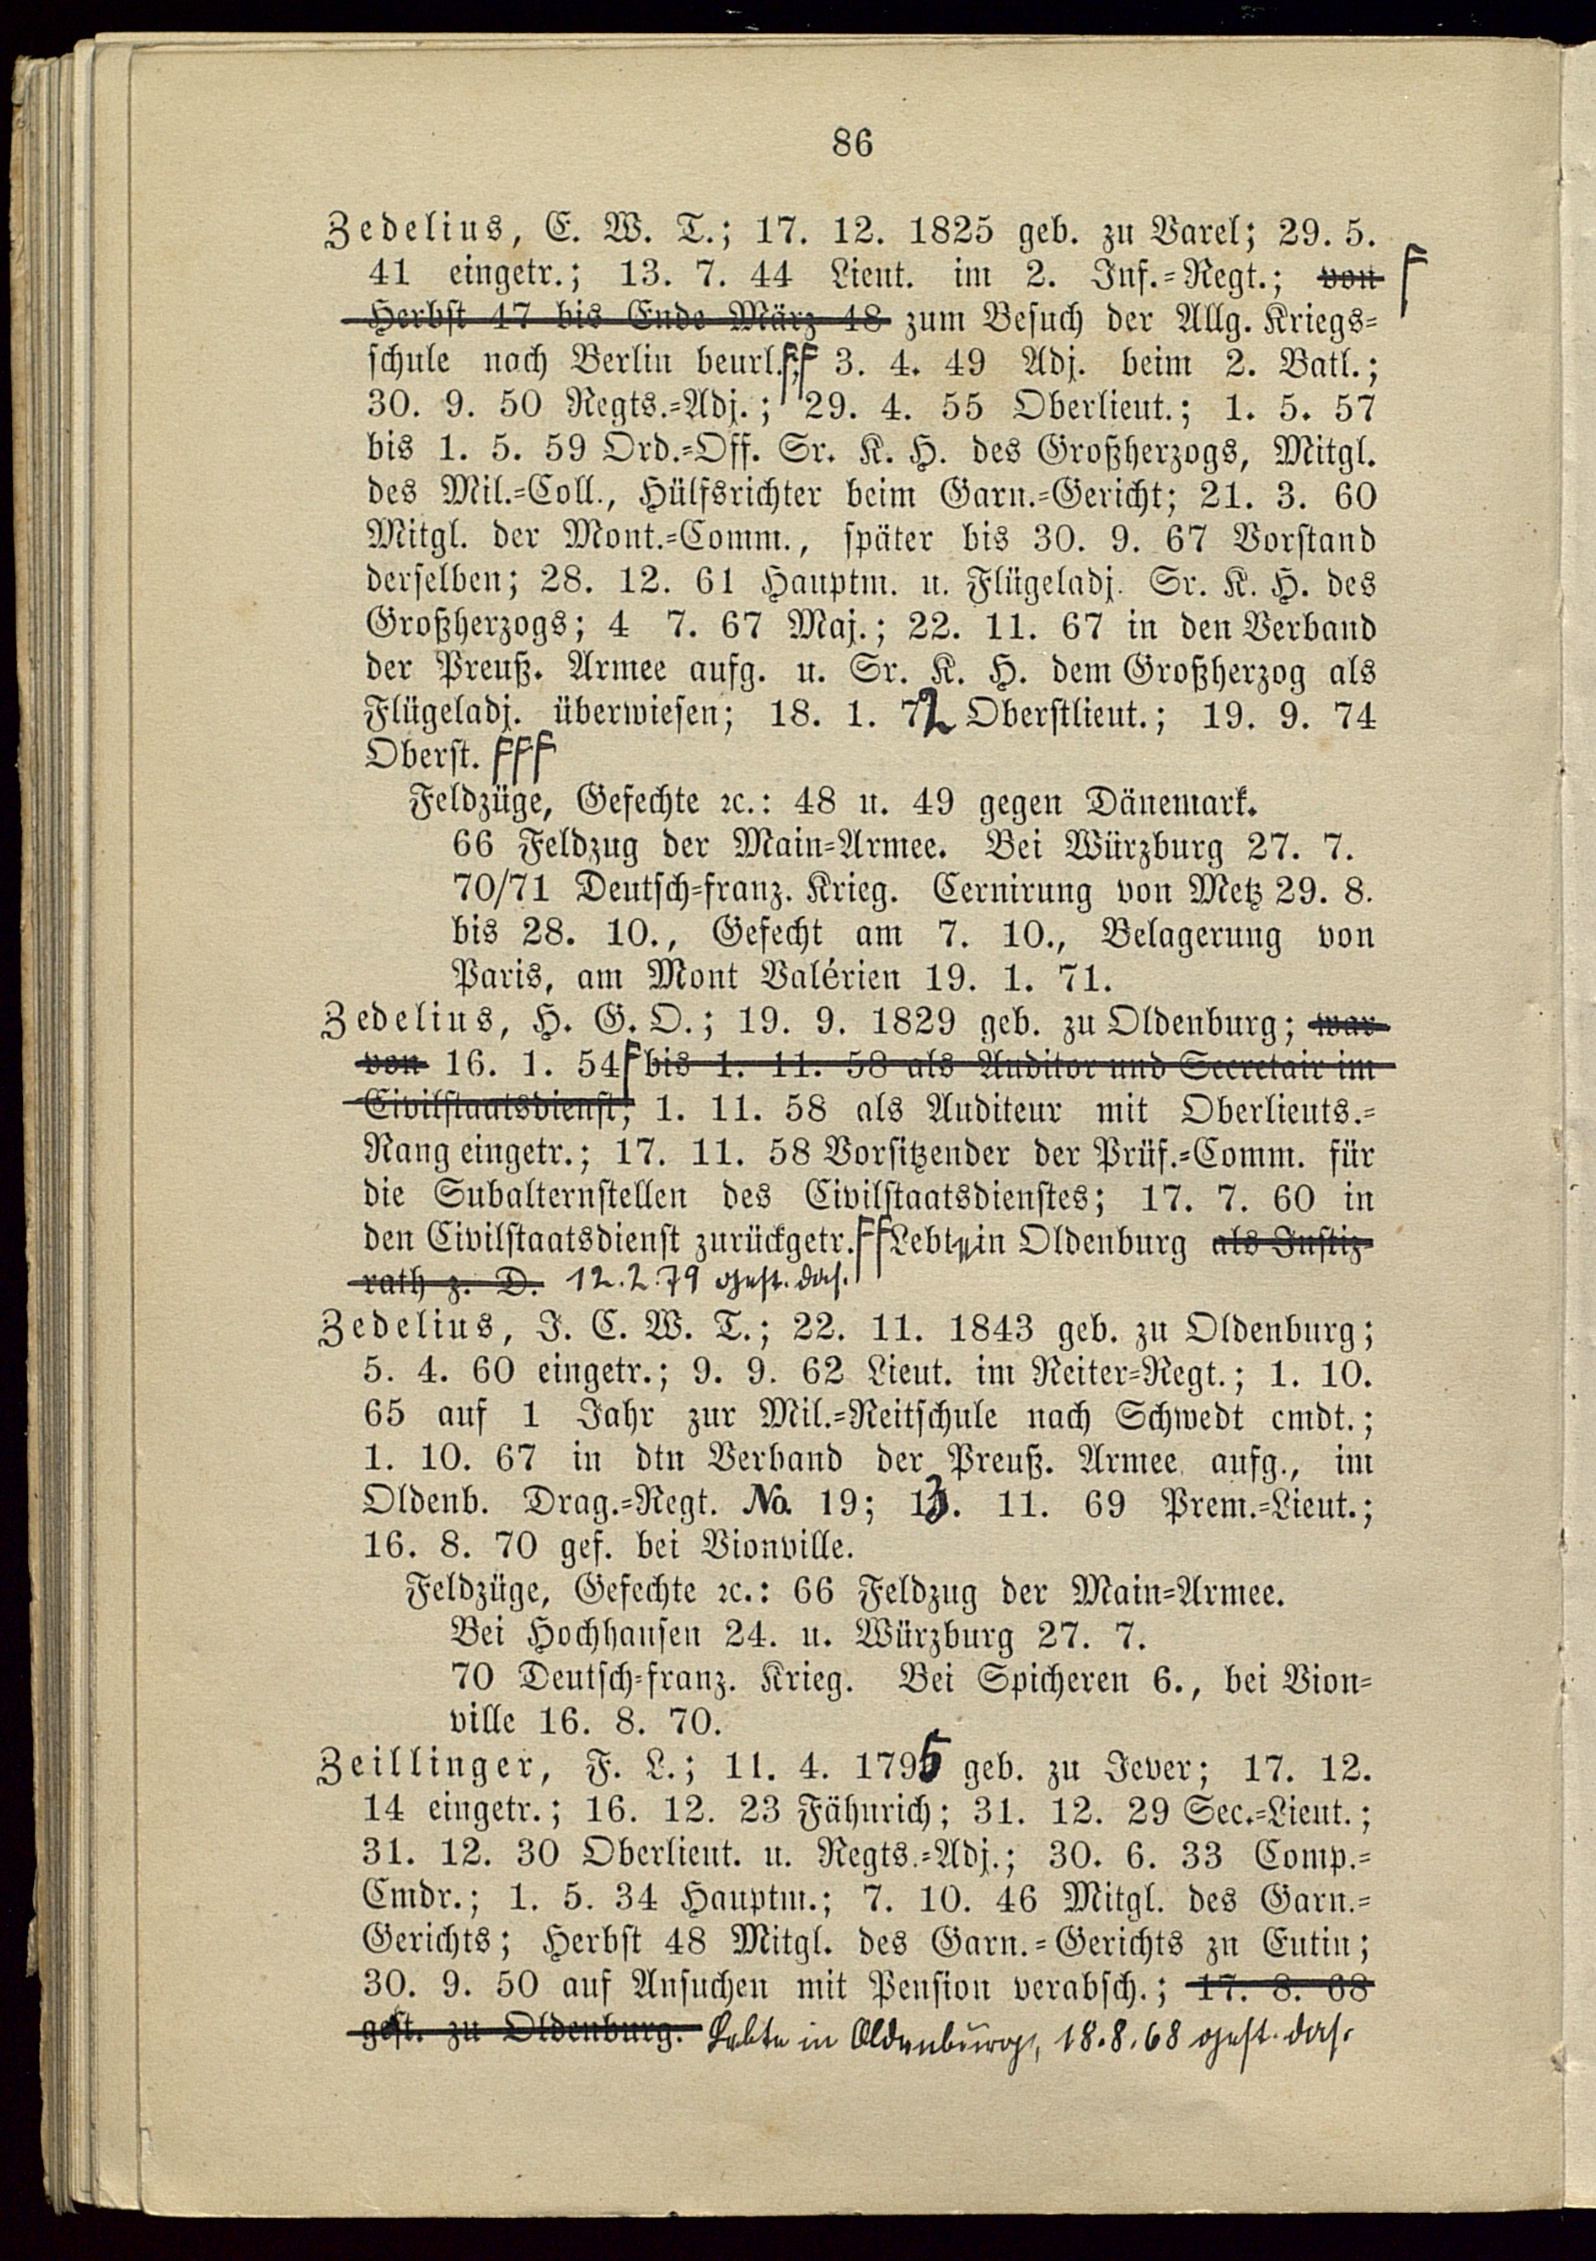 86
Zedelius, E. W. T.; 17. 12. 1825 geb. zu Varel; 29. 5.
41 eingetr.; 13. 7. 44 Lieut. im 2. Inf.=Regt.; von
Herbst 47 bis Ende März 48 zum Besuch der Allg. Kriegs=
schule nach Berlin beurl.; 3. 4. 49 Adj. beim 2. Batl.;
30. 9. 50 Regts.=Adj.; 29. 4. 55 Oberlieut.; 1. 5. 57
bis 1. 5. 59 Ord.=Off. Sr. K. H. des Großherzogs, Mitgl.
des Mil.=Coll., Hülfsrichter beim Garn.=Gericht; 21. 3. 60
Mitgl. der Mont.=Comm., später bis 30. 9. 67 Vorstand
derselben; 28. 12. 61 Hauptm. u. Flügeladj. Sr. K. H. des
Großherzogs; 4 7. 67 Maj.; 22. 11. 67 in den Verband
der Preuß. Armee aufg. u. Sr. K. H. dem Großherzog als
Flügeladj. überwiesen; 18. 1. 72 Oberstlieut.; 19. 9. 74
Oberst.
Feldzüge, Gefechte ꝛc.: 48 u. 49 gegen Dänemark.
66 Feldzug der Main=Armee. Bei Würzburg 27. 7.
70/71 Deutsch=franz. Krieg. Cernirung von Metz 29. 8.
bis 28. 10., Gefecht am 7. 10., Belagerung von
Paris, am Mont Valérien 19. 1. 71.
Zedelius, H. G. O.; 19. 9. 1829 geb. zu Oldenburg; war
von 16. 1. 54 bis 1. 11. 58 als Auditor und Secretair im
Civilstaatsdienst; 1. 11. 58 als Auditeur mit Oberlieuts.=
Rang eingetr.; 17. 11. 58 Vorsitzender der Prüf.=Comm. für
die Subalternstellen des Civilstaatsdienstes; 17. 7. 60 in
den Civilstaatsdienst zurückgetr. Lebte in Oldenburg als Justiz=
rath z. D. 12. 2. 79 gest. das.
Zedelius, J. C. W. T.; 22. 11. 1843 geb. zu Oldenburg;
5. 4. 60 eingetr.; 9. 9. 62 Lieut. im Reiter=Regt.; 1. 10.
65 auf 1 Jahr zur Mil.=Reitschule nach Schwedt cmdt.;
1. 10. 67 in dtn Verband der Preuß. Armee aufg., im
Oldenb. Drag.=Regt. No. 19; 13. 11. 69 Prem.=Lieut.;
16. 8. 70 gef. bei Vionville.
Feldzüge, Gefechte ꝛc.: 66 Feldzug der Main=Armee.
Bei Hochhausen 24. u. Würzburg 27. 7.
70 Deutsch=franz. Krieg. Bei Spicheren 6., bei Vion=
ville 16. 8. 70.
Zeillinger, F. L.; 11. 4. 1795 geb. zu Jever; 17. 12.
14 eingetr.; 16. 12. 23 Fähnrich; 31. 12. 29 Sec.=Lieut.;
31. 12. 30 Oberlieut. u. Regts.=Adj.; 30. 6. 33 Comp.=
Cmdr.; 1. 5. 34 Hauptm.; 7. 10. 46 Mitgl. des Garn.=
Gerichts; Herbst 48 Mitgl. des Garn.=Gerichts zu Eutin;
30. 9. 50 auf Ansuchen mit Pension verabsch.; 17. 8. 68
gest. zu Oldenburg. Lebte in Oldenburg, 18. 8. 68 gest. das.